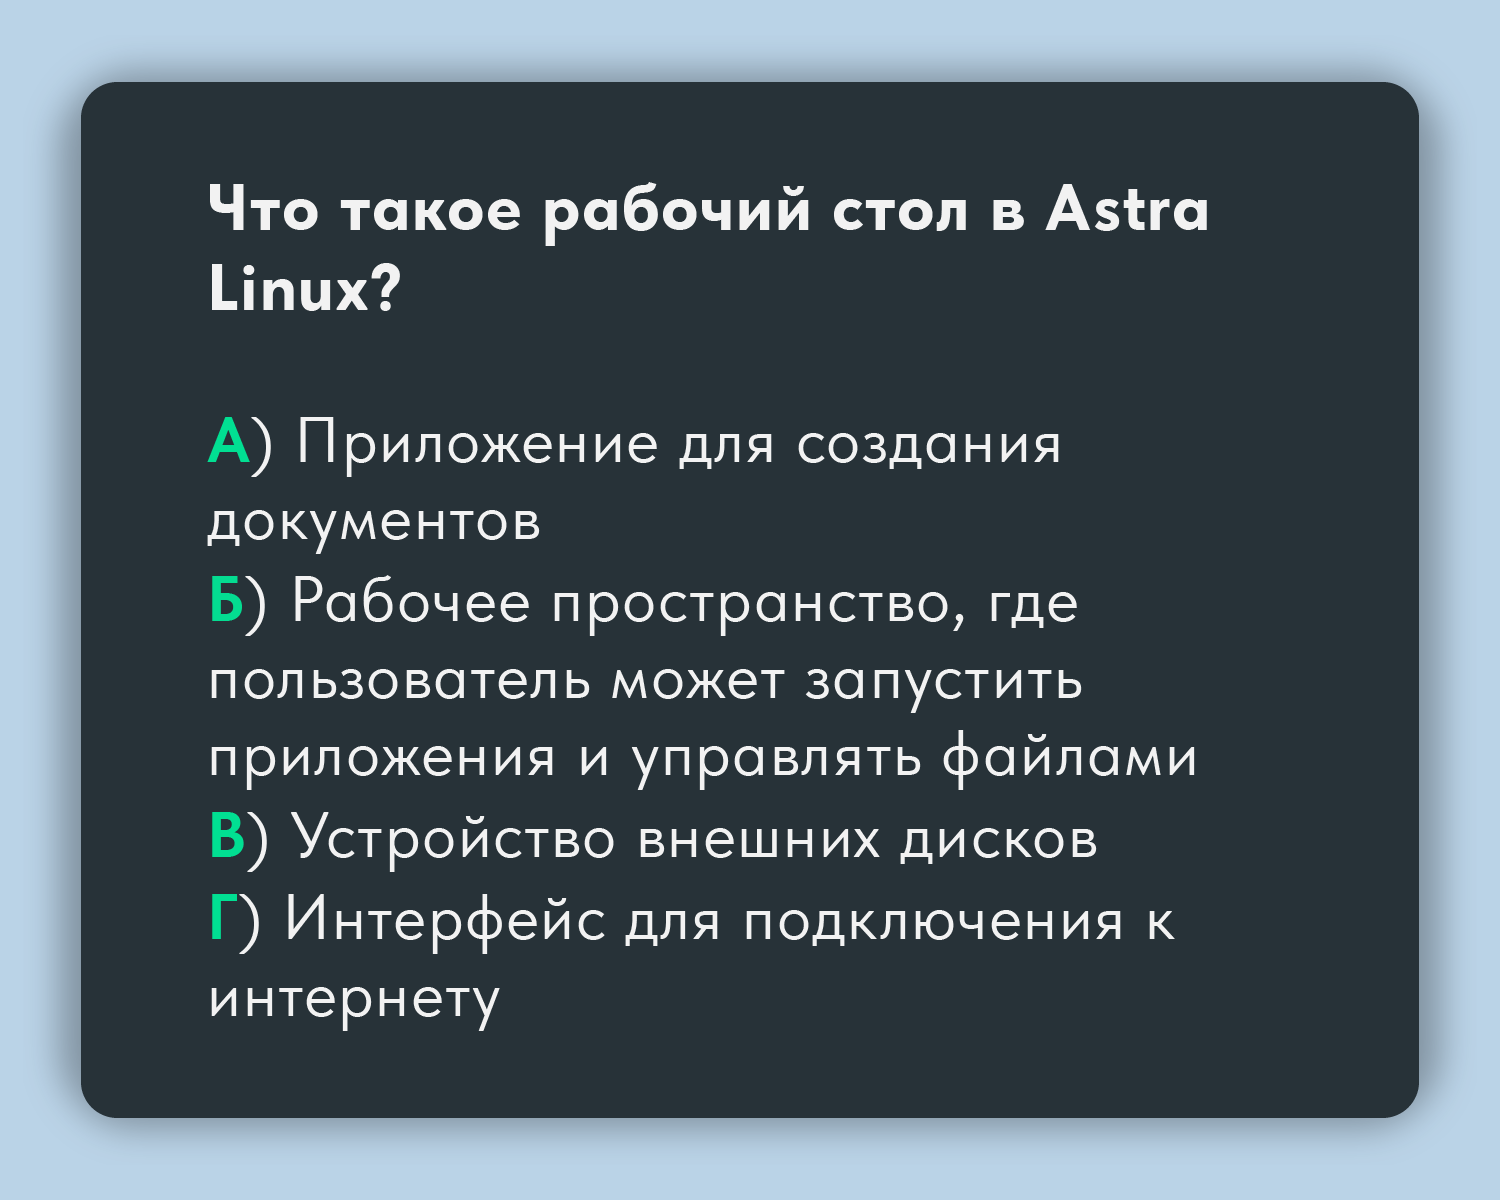 Что такое рабочий стол в Astra
Linux?
А) Приложение для создания
документов
Б) Рабочее пространство, где
пользователь может запустить
приложения и управлять файлами
В) Устройство внешних дисков
Г) Интерфейс для подключения к
интернету